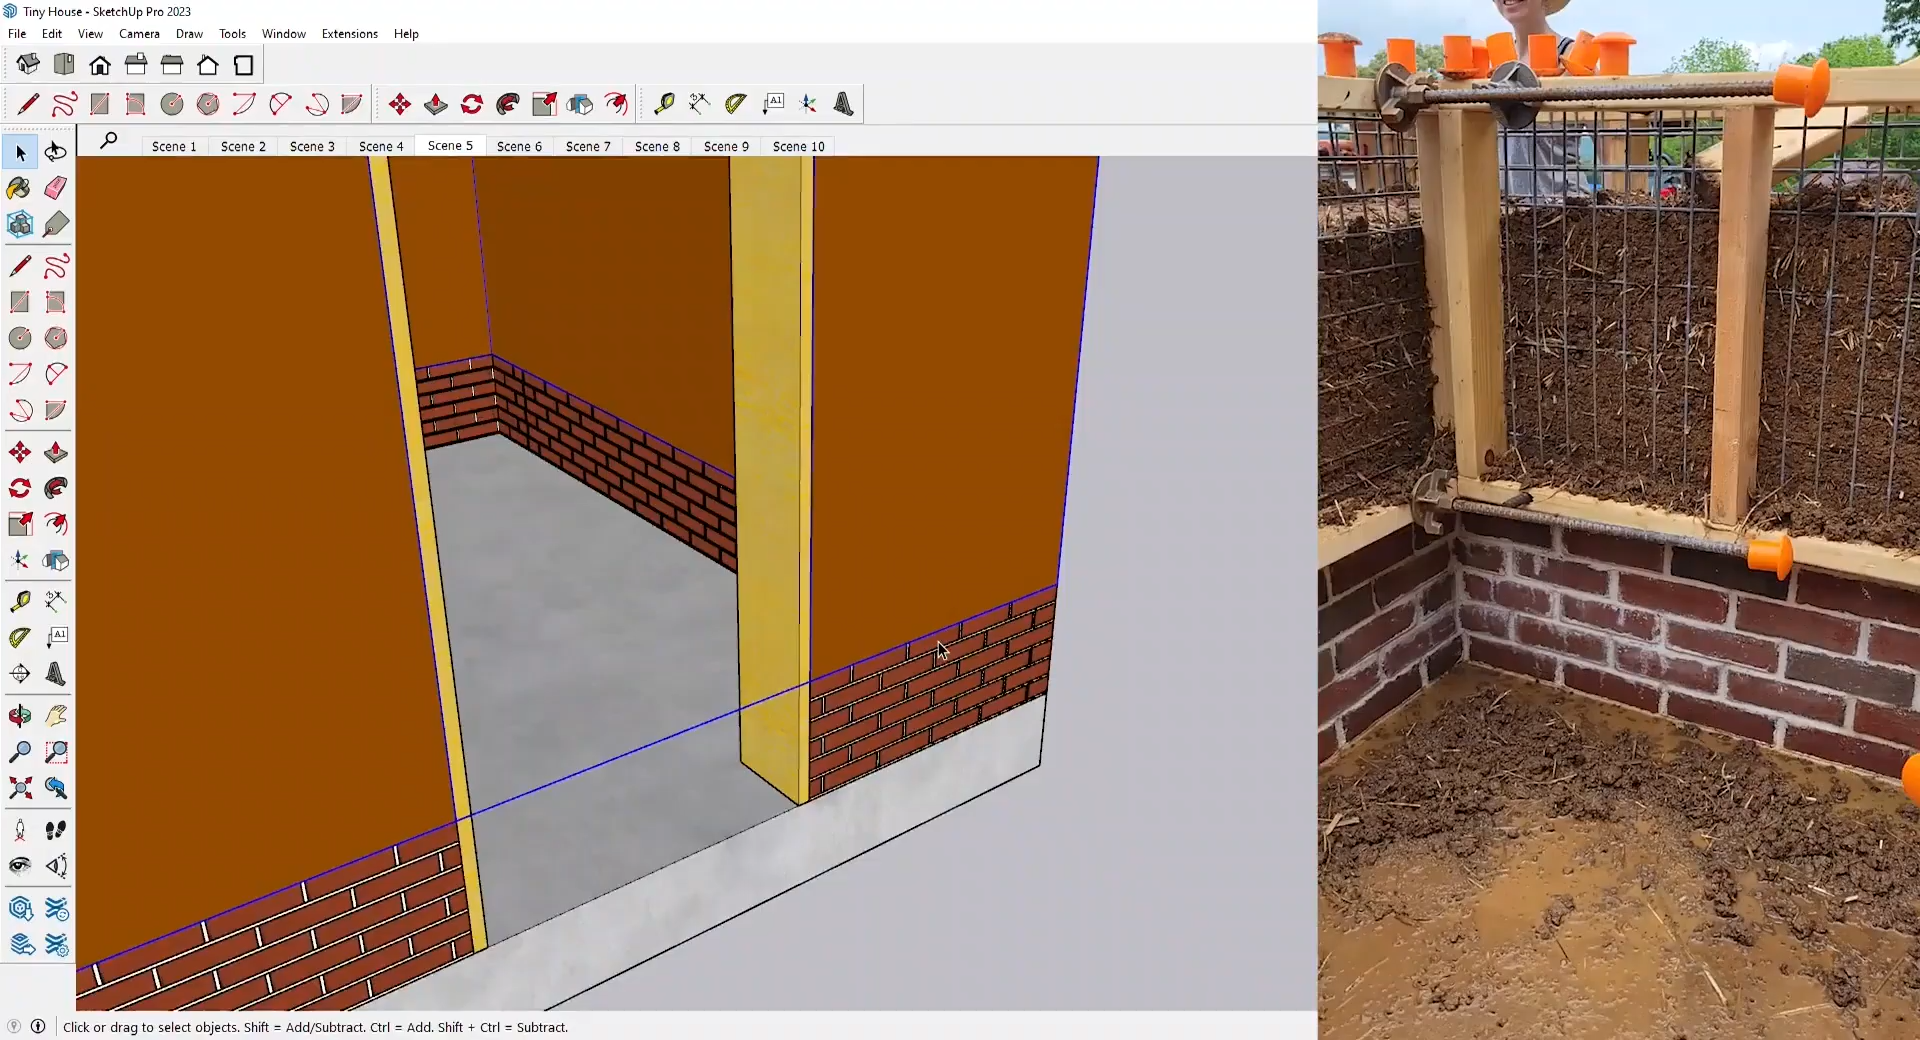 Tiny House - SketchUp Pro 2023
File Edit View Camera Draw Tools Window Extensions Help
A1
Scene 1 Scene 2 Scene 3 Scene 4 Scene 5 Scene 6 Scene 7 Scene 8 Scene 9 Scene 10
A1
Click or drag to select objects. Shift = Add/Subtract. Ctrl = Add. Shift + Ctrl = Subtract.